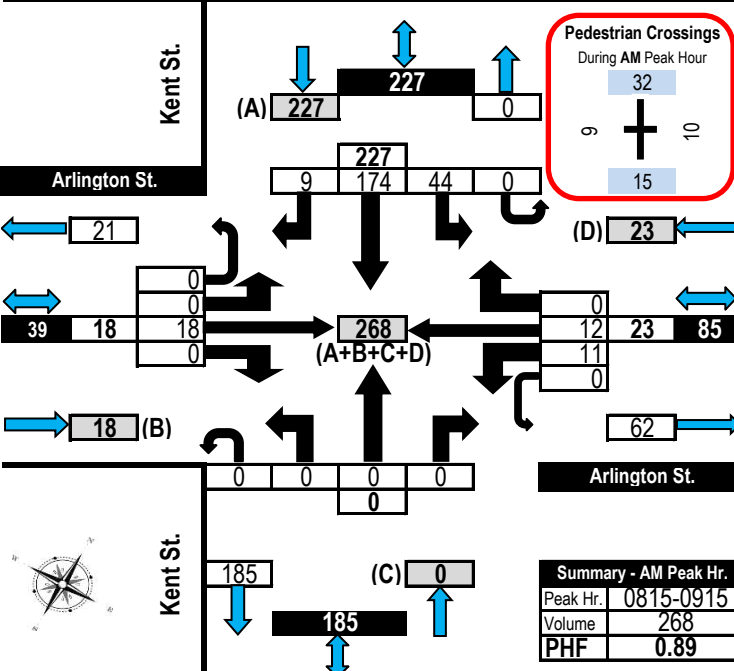 Kent St.
(A) 227
227
0
Pedestrian Crossings
During AM Peak Hour
32
9
10
15
Arlington St.
227
9 174 44 0
21
(D) 23
0
0
39 18 18
0
268
(A+B+C+D)
0
12 23 85
11
0
18 (B)
62
0 0 0 0
0
Arlington St.
Kent St.
185
(C) 0
185
Summary - AM Peak Hr.
Peak Hr. 0815-0915
Volume 268
PHF 0.89